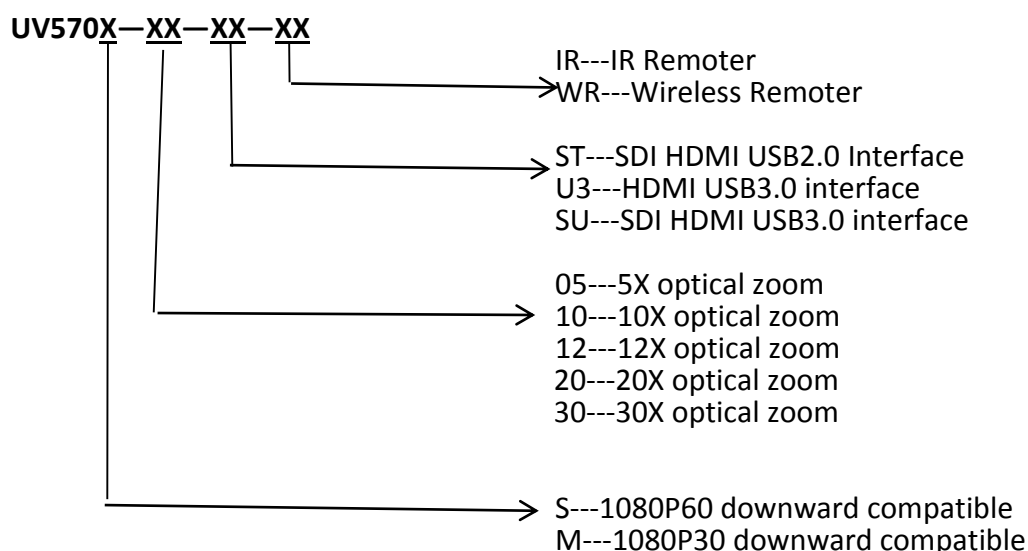 UV570X—XX—XX—XX
IR---IR Remoter
WR---Wireless Remoter
ST---SDI HDMI USB2.0 Interface
U3---HDMI USB3.0 interface
SU---SDI HDMI USB3.0 interface
05---5X optical zoom
10---10X optical zoom
12---12X optical zoom
20---20X optical zoom
30---30X optical zoom
S---1080P60 downward compatible
M---1080P30 downward compatible